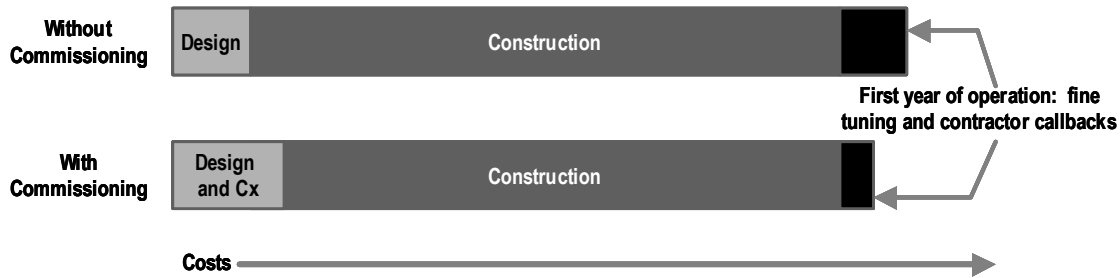 Without
Commissioning
Design
Construction
First year of operation: fine
tuning and contractor callbacks
With
Commissioning
Design
and Cx
Construction
Costs